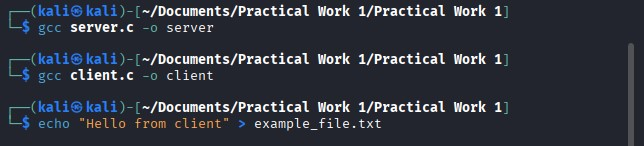 ┌──(kali㉿kali)-[~/Documents/Practical Work 1/Practical Work 1]
└─$ gcc server.c -o server
┌──(kali㉿kali)-[~/Documents/Practical Work 1/Practical Work 1]
└─$ gcc client.c -o client
┌──(kali㉿kali)-[~/Documents/Practical Work 1/Practical Work 1]
└─$ echo "Hello from client" > example_file.txt